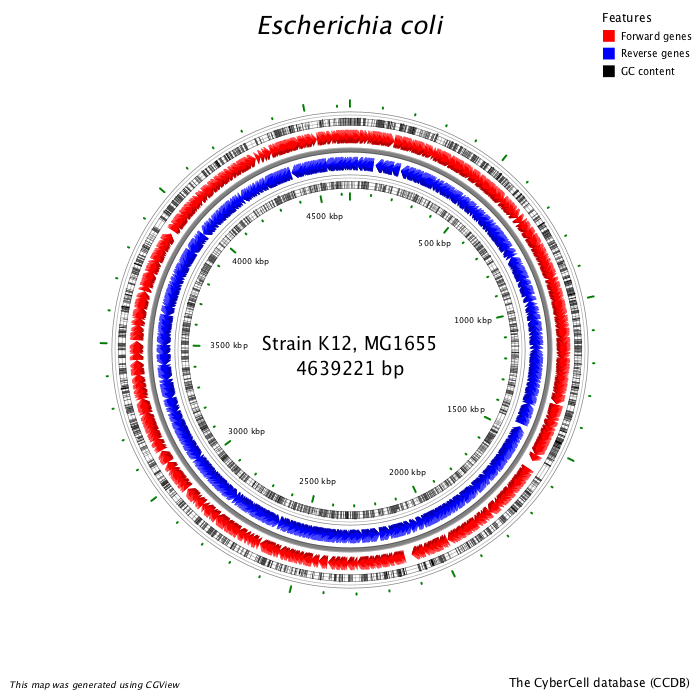 Escherichia coli
Features
Forward genes
Reverse genes
GC content
4500 kbp
500 kbp
4000 kbp
1000 kbp
3500 kbp
Strain K12, MG1655
4639221 bp
1500 kbp
3000 kbp
2000 kbp
2500 kbp
This map was generated using CGView
The CyberCell database (CCDB)